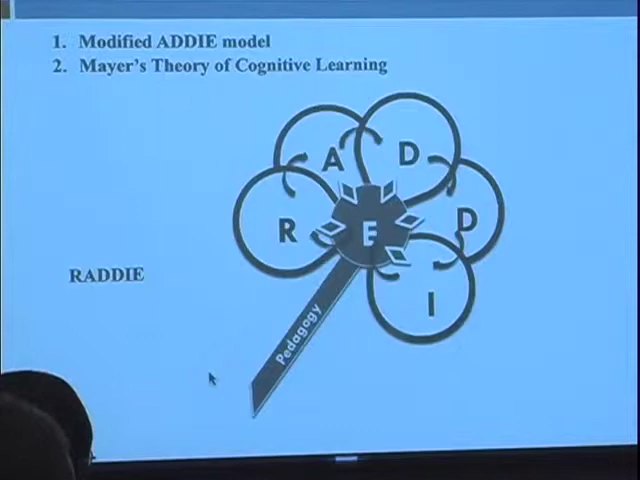 1. Modified ADDIE model
2. Mayer's Theory of Cognitive Learning
A
D
R
E
D
RADDIE
I
Pedagogy